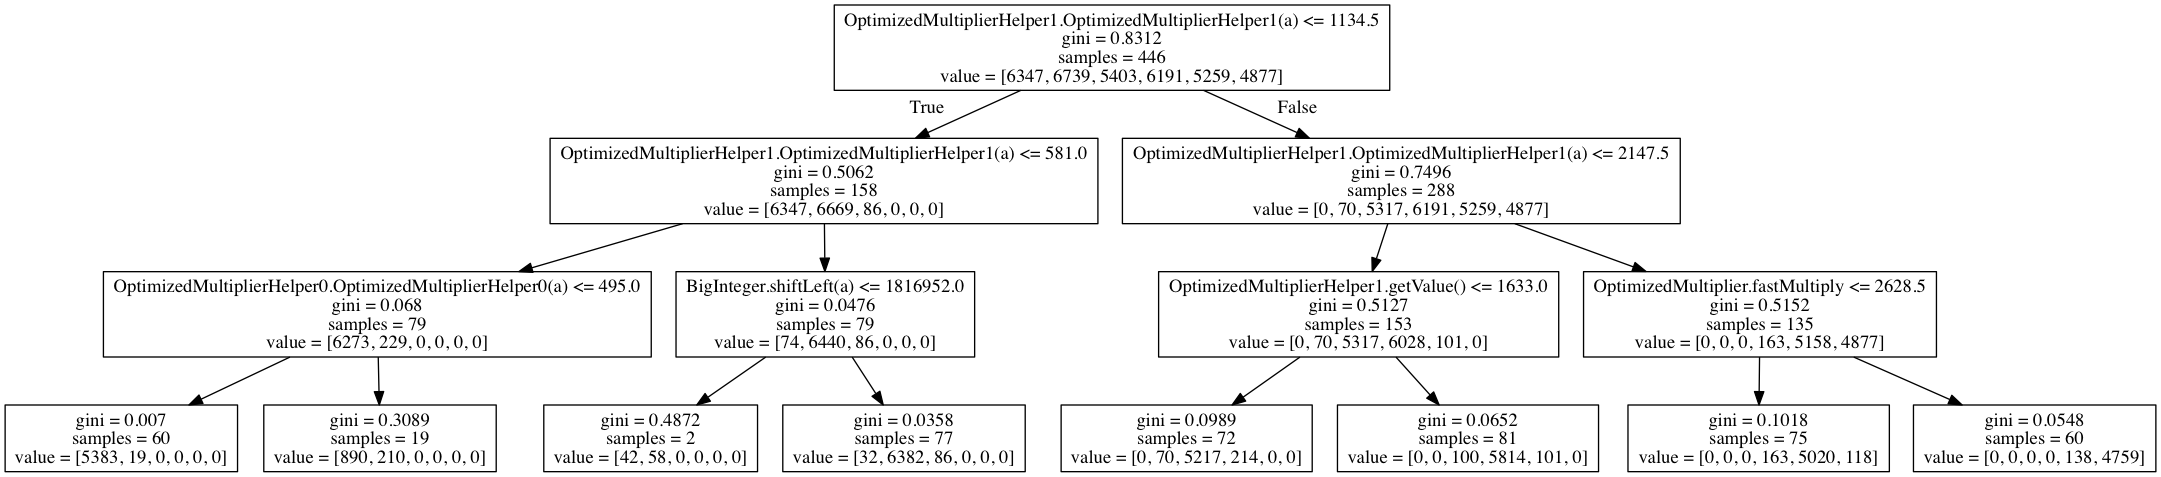 OptimizedMultiplierHelper1.OptimizedMultiplierHelper1(a) <= 1134.5
gini = 0.8312
samples = 446
value = [6347, 6739, 5403, 6191, 5259, 4877]
True
False
OptimizedMultiplierHelper1.OptimizedMultiplierHelper1(a) <= 581.0
gini = 0.5062
samples = 158
value = [6347, 6669, 86, 0, 0, 0]
OptimizedMultiplierHelper1.OptimizedMultiplierHelper1(a) <= 2147.5
gini = 0.7496
samples = 288
value = [0, 70, 5317, 6191, 5259, 4877]
OptimizedMultiplierHelper0.OptimizedMultiplierHelper0(a) <= 495.0
gini = 0.068
samples = 79
value = [6273, 229, 0, 0, 0, 0]
BigInteger.shiftLeft(a) <= 1816952.0
gini = 0.0476
samples = 79
value = [74, 6440, 86, 0, 0, 0]
OptimizedMultiplierHelper1.getValue() <= 1633.0
gini = 0.5127
samples = 153
value = [0, 70, 5317, 6028, 101, 0]
OptimizedMultiplier.fastMultiply <= 2628.5
gini = 0.5152
samples = 135
value = [0, 0, 0, 163, 5158, 4877]
gini = 0.007
samples = 60
value = [5383, 19, 0, 0, 0, 0]
gini = 0.3089
samples = 19
value = [890, 210, 0, 0, 0, 0]
gini = 0.4872
samples = 2
value = [42, 58, 0, 0, 0, 0]
gini = 0.0358
samples = 77
value = [32, 6382, 86, 0, 0, 0]
gini = 0.0989
samples = 72
value = [0, 70, 5217, 214, 0, 0]
gini = 0.0652
samples = 81
value = [0, 0, 100, 5814, 101, 0]
gini = 0.1018
samples = 75
value = [0, 0, 0, 163, 5020, 118]
gini = 0.0548
samples = 60
value = [0, 0, 0, 0, 138, 4759]